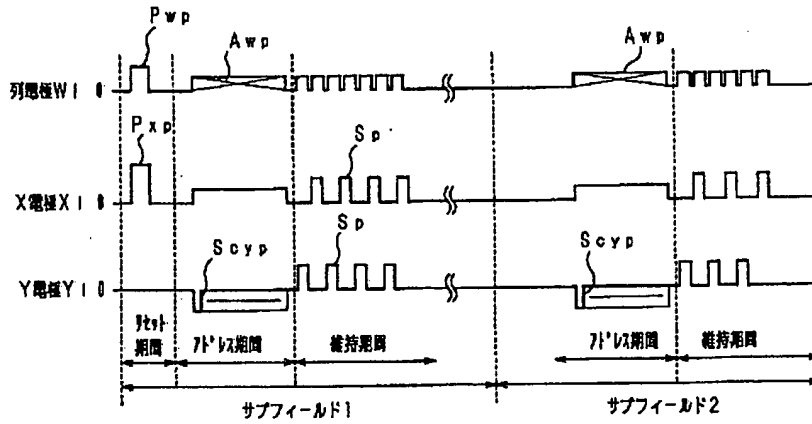 Pwp
Awp
Awp
列電極Wi 0
Pxp
Sp
X電極Xi 0
Scyp
Sp
Scyp
Y電極Yi 0
リセット期間
アドレス期間
維持期間
アドレス期間
維持期間
サブフィールド1
サブフィールド2